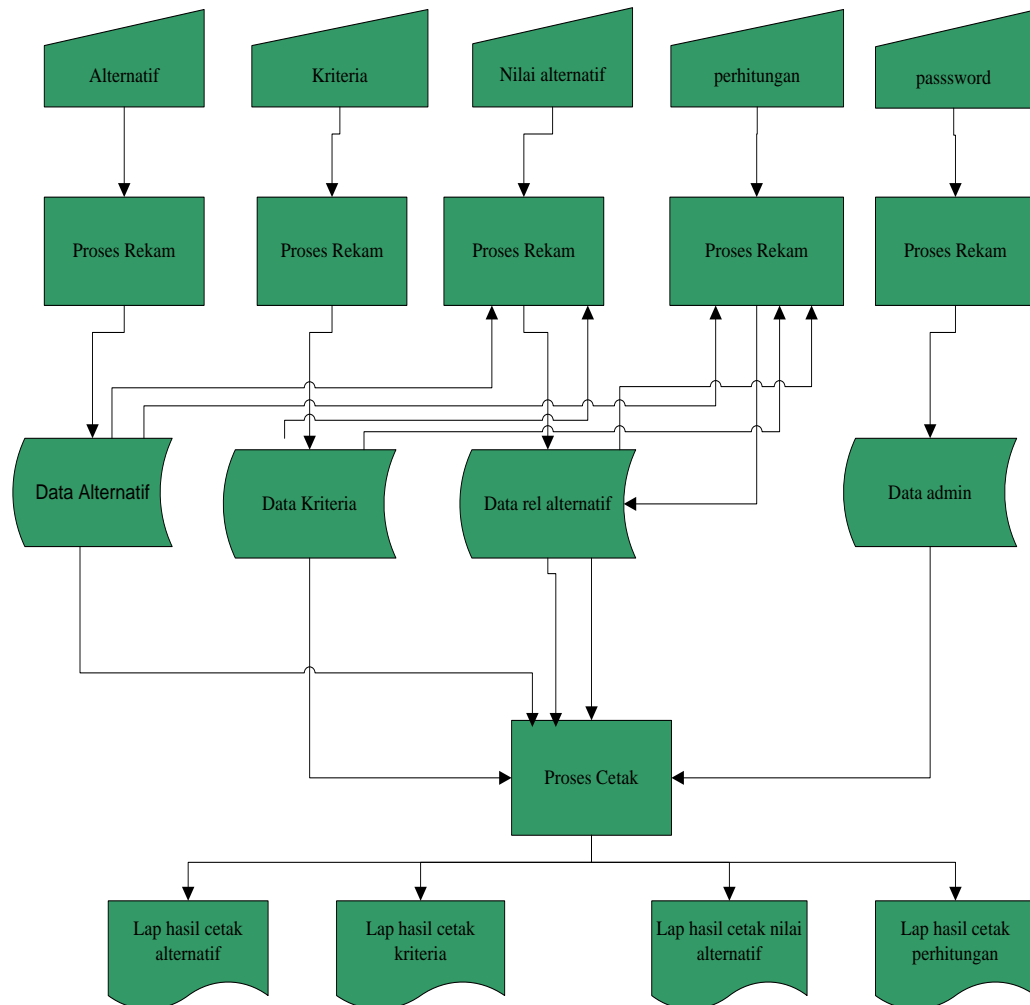 Alternatif
Kriteria
Nilai alternatif
perhitungan
passsword
Proses Rekam
Proses Rekam
Proses Rekam
Proses Rekam
Proses Rekam
Data Alternatif
Data Kriteria
Data rel alternatif
Data admin
Proses Cetak
Lap hasil cetak
alternatif
Lap hasil cetak
kriteria
Lap hasil cetak nilai
alternatif
Lap hasil cetak
perhitungan